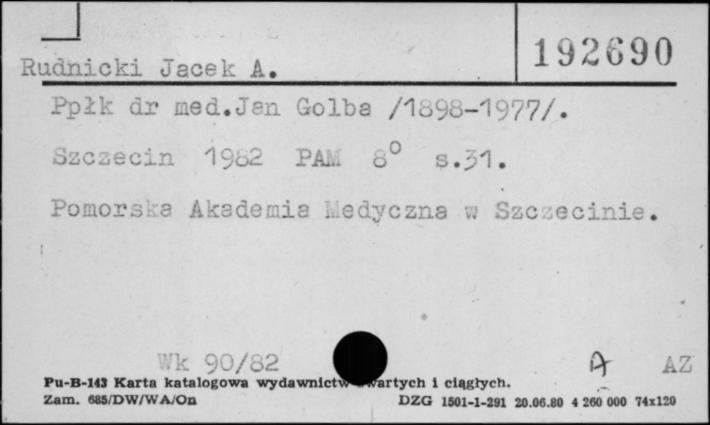 192690
Rudnicki Jacek A.
Ppłk dr med.Jan Golba /1898-1977/.
Szczecin 1982 PAM 8⁰ s.31.
Pomorska Akademia Medyczna w Szczecinie.
Wk 90/82 A AZ
Pu-B-143 Karta katalogowa wydawnictw zwartych i ciągłych.
Zam. 685/DW/WA/On DZG 1501-1-291 20.06.80 4 260 000 74x120